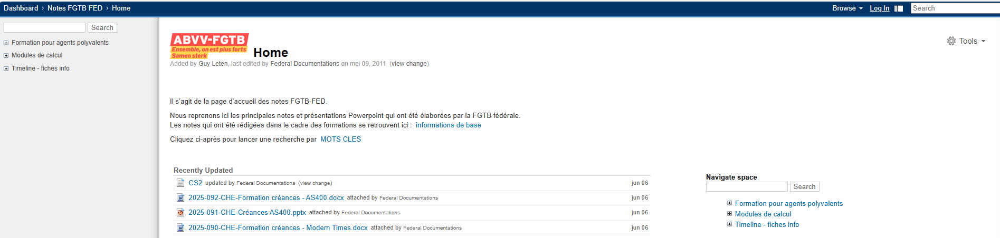 Dashboard › Notes FGTB FED › Home
Browse Log In Search
Search
Formation pour agents polyvalents
Modules de calcul
Timeline - fiches info
ABVV-FGTB
Ensemble, on est plus forts
Samen sterk
Home
Tools
Added by Guy Leten, last edited by Federal Documentations on mei 09, 2011 (view change)
Il s’agit de la page d’accueil des notes FGTB-FED.
Nous reprenons ici les principales notes et présentations Powerpoint qui ont été élaborées par la FGTB fédérale.
Les notes qui ont été rédigées dans le cadre des formations se retrouvent ici : informations de base
Cliquez ci-après pour lancer une recherche par MOTS CLES
Recently Updated
CS2 updated by Federal Documentations (view change) jun 06
2025-092-CHE-Formation créances - AS400.docx attached by Federal Documentations jun 06
2025-091-CHE-Créances AS400.pptx attached by Federal Documentations jun 06
2025-090-CHE-Formation créances - Modern Times.docx attached by Federal Documentations jun 06
Navigate space
Search
Formation pour agents polyvalents
Modules de calcul
Timeline - fiches info